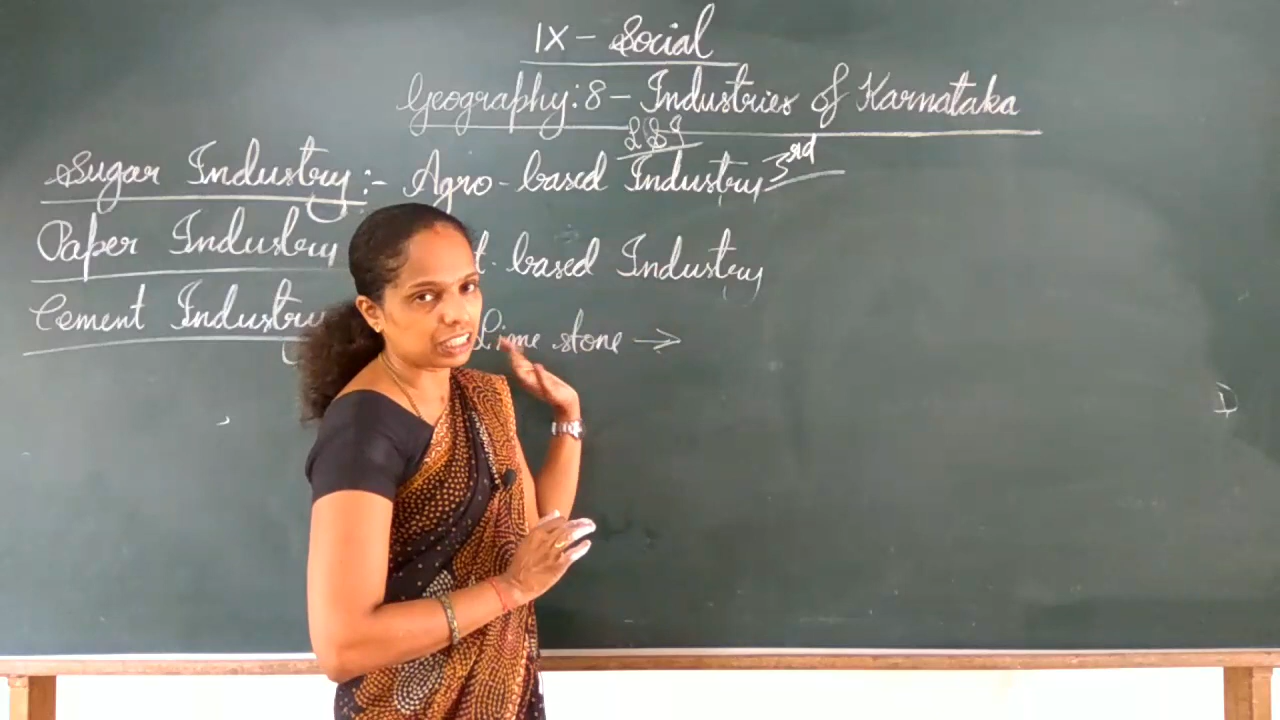 IX - Social
Geography: 8 - Industries of Karnataka
Sugar Industry :- Agro-based Industry 3rd
Paper Industry based Industry
Cement Industry Lime stone →